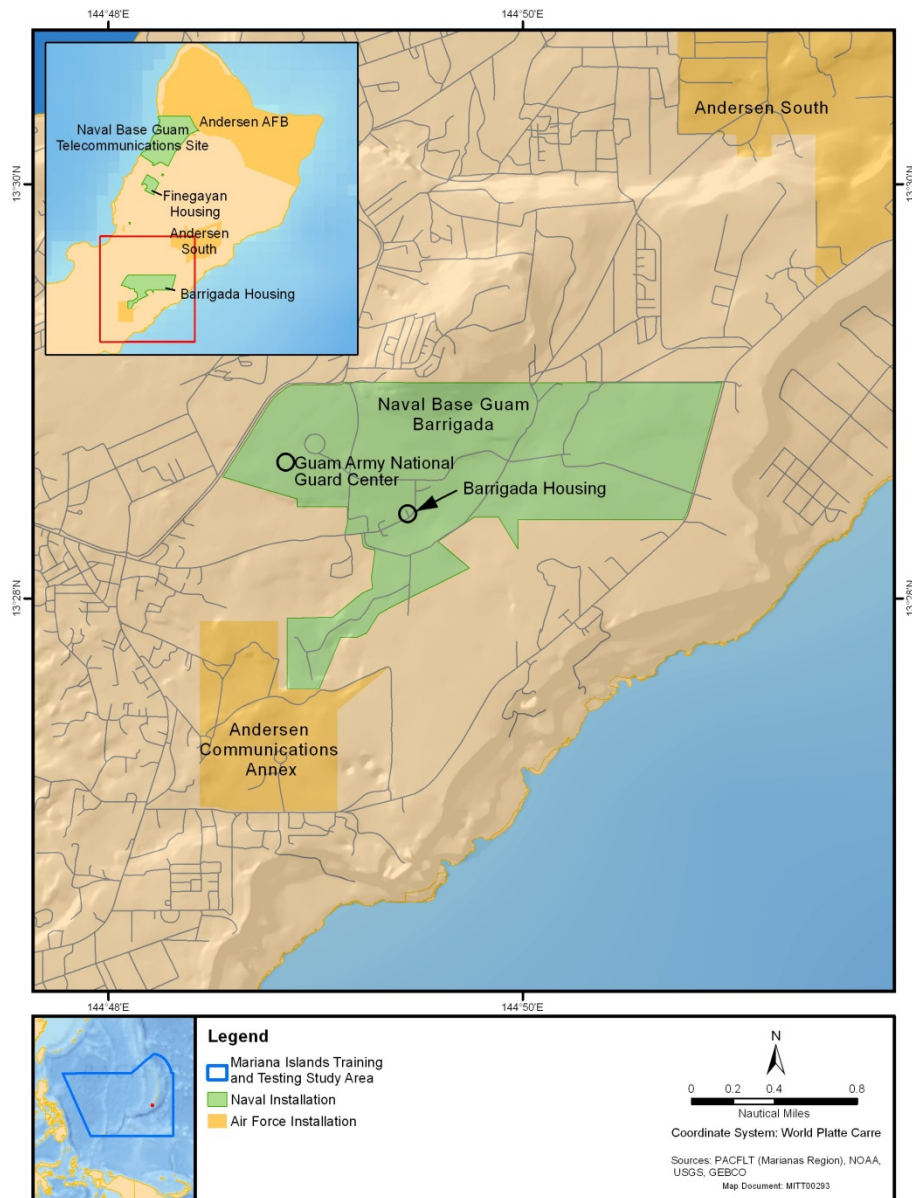 144°48'E
144°50'E
Andersen AFB
Naval Base Guam
Telecommunications Site
Finegayan
Housing
Andersen
South
Barrigada Housing
Andersen South
13°30'N
13°30'N
Naval Base Guam
Barrigada
Guam Army National
Guard Center
Barrigada Housing
13°28'N
13°28'N
Andersen
Communications
Annex
144°48'E
144°50'E
Legend
Mariana Islands Training
and Testing Study Area
Naval Installation
Air Force Installation
N
0 0.2 0.4 0.8
Nautical Miles
Coordinate System: World Platte Carre
Sources: PACFLT (Marianas Region), NOAA,
USGS, GEBCO
Map Document: MITT00293